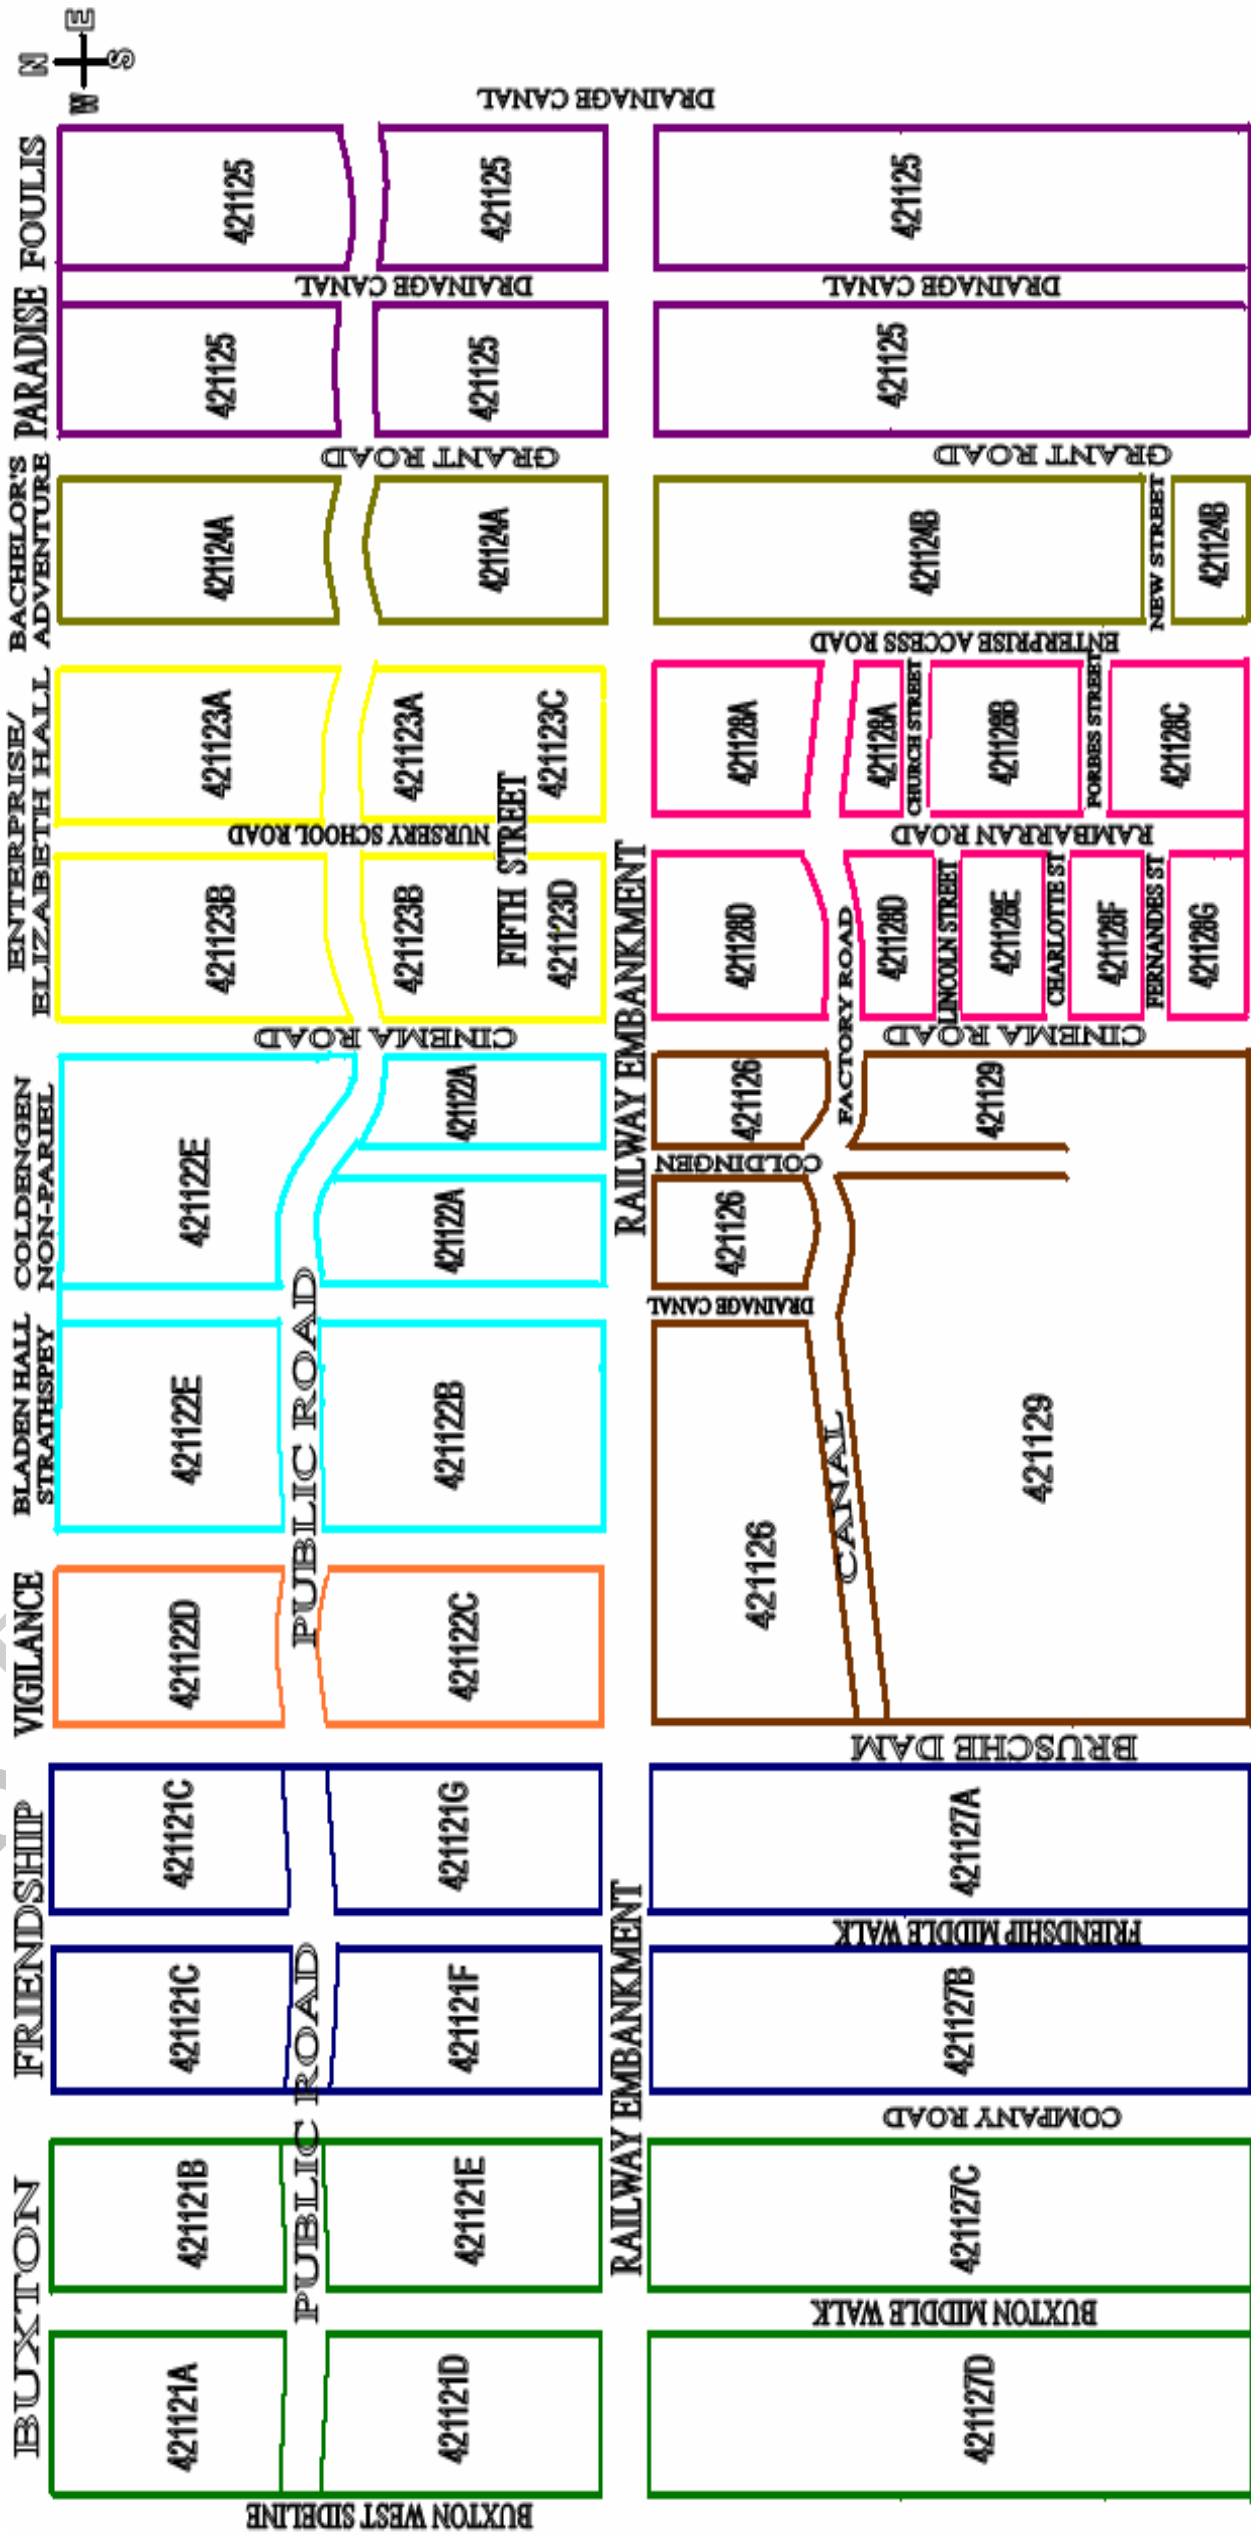 BUXTON
FRIENDSHIP
VIGILANCE
BLADEN HALL
STRATHSPEY
COLDENGEN
NON-PARIEL
ENTERPRISE/
ELIZABETH HALL
BACHELOR'S
ADVENTURE
PARADISE
FOULIS
N
W
E
S
421121A
421121B
421121C
421121C
421122D
421122E
421122E
421123B
421123A
421124A
421125
421125
PUBLIC ROAD
PUBLIC ROAD
BUXTON WEST SIDELINE
421121D
421121E
421121F
421121G
421122C
421122B
421122A
421122A
CINEMA ROAD
421123B
NURSERY SCHOOL ROAD
421123A
FIFTH STREET
421123D
421123C
421124A
GRANT ROAD
421125
DRAINAGE CANAL
421125
DRAINAGE CANAL
RAILWAY EMBANKMENT
RAILWAY EMBANKMENT
RAILWAY EMBANKMENT
421127D
BUXTON MIDDLE WALK
421127C
COMPANY ROAD
421127B
FRIENDSHIP MIDDLE WALK
421127A
BRUSCHE DAM
421126
DRAINAGE CANAL
421126
COLDINGEN
421126
CANAL
FACTORY ROAD
421129
421129
CINEMA ROAD
421128D
421128D
LINCOLN STREET
421128E
CHARLOTTE ST
421128F
FERNANDES ST
421128G
RAMBARRAN ROAD
421128A
421128A
CHURCH STREET
421128B
FORBES STREET
421128C
ENTERPRISE ACCESS ROAD
421124B
NEW STREET
421124B
GRANT ROAD
421125
DRAINAGE CANAL
421125